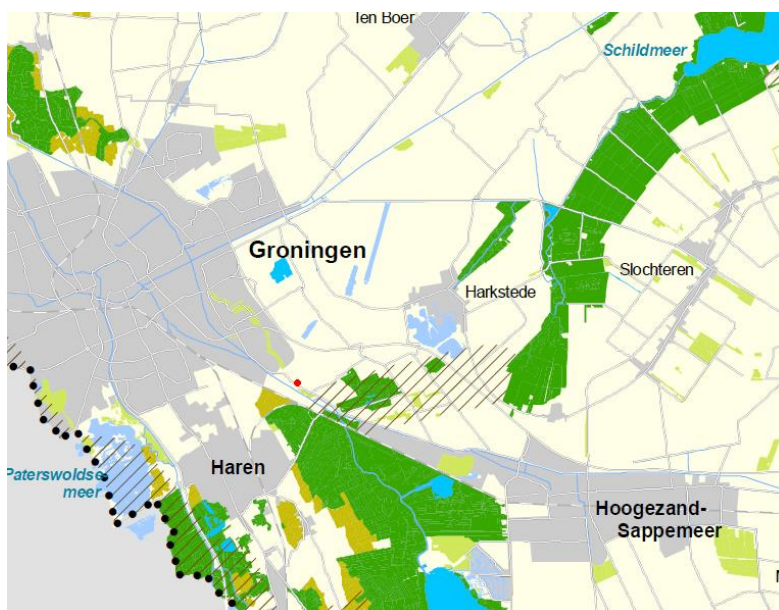 Ten Boer
Schildmeer
Groningen
Slochteren
Harkstede
Haren
Paterswoldse
meer
Hoogezand-
Sappemeer